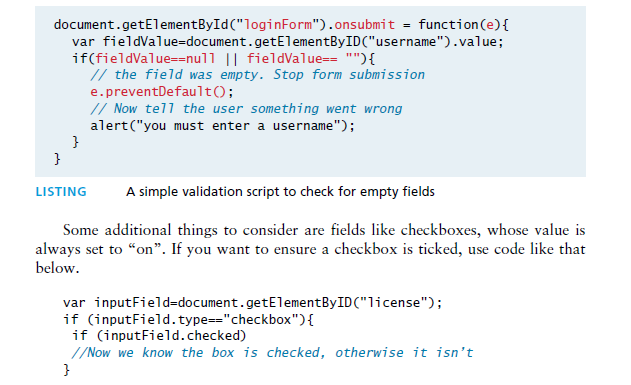 document.getElementById("loginForm").onsubmit = function(e){
var fieldValue=document.getElementByID("username").value;
if(fieldValue==null || fieldValue== ""){
// the field was empty. Stop form submission
e.preventDefault();
// Now tell the user something went wrong
alert("you must enter a username");
}
}
LISTING A simple validation script to check for empty fields
Some additional things to consider are fields like checkboxes, whose value is
always set to “on”. If you want to ensure a checkbox is ticked, use code like that
below.
var inputField=document.getElementByID("license");
if (inputField.type=="checkbox"){
if (inputField.checked)
//Now we know the box is checked, otherwise it isn’t
}